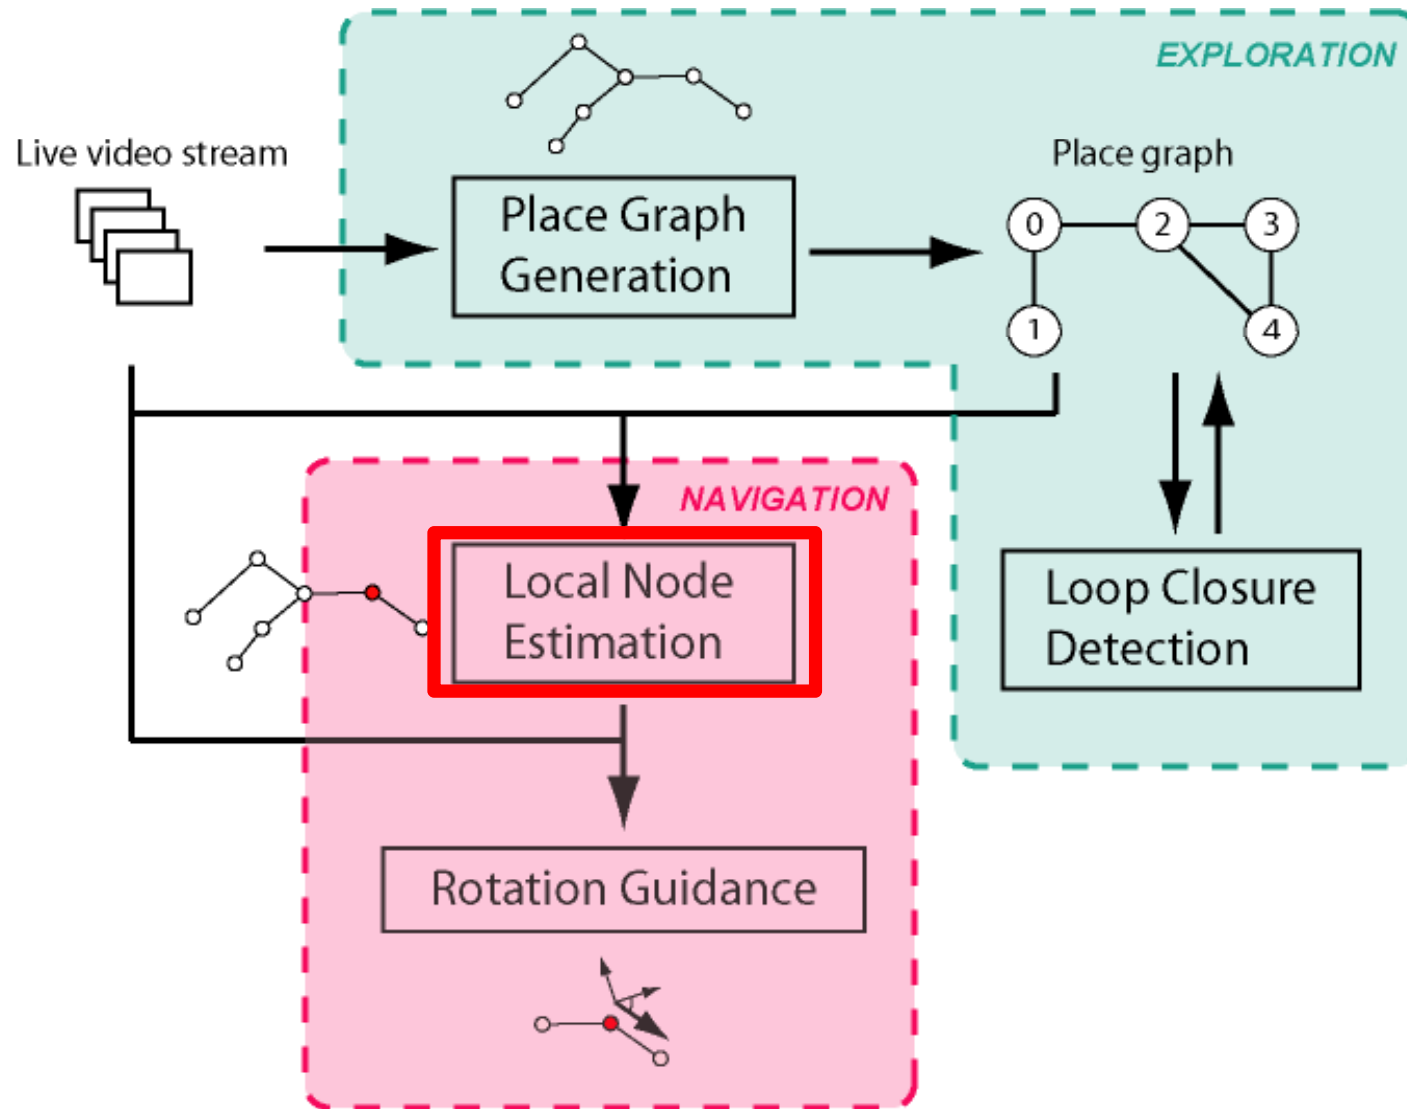 EXPLORATION
Live video stream
Place Graph
Generation
Place graph
0
2
3
1
4
NAVIGATION
Local Node
Estimation
Loop Closure
Detection
Rotation Guidance